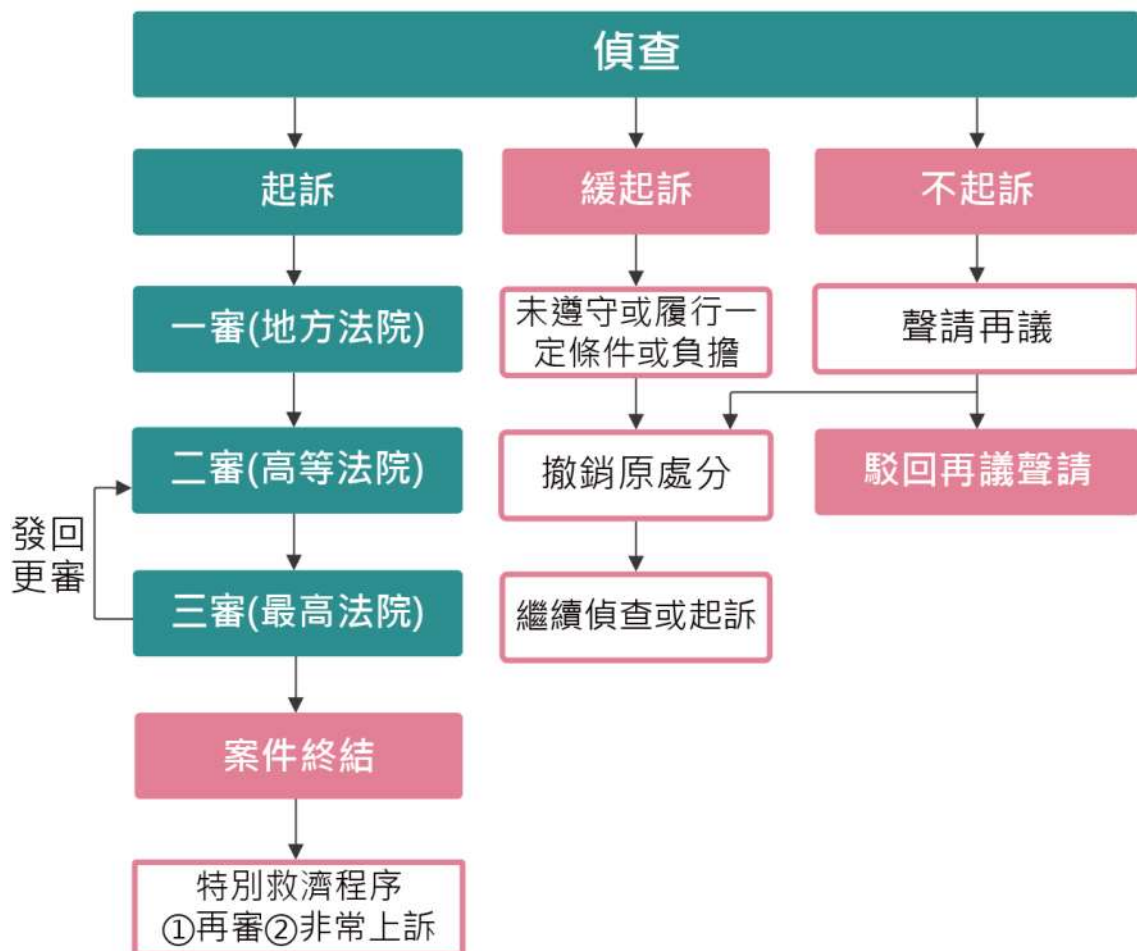 偵查
起訴
緩起訴
不起訴
一審(地方法院)
未遵守或履行一
定條件或負擔
聲請再議
二審(高等法院)
撤銷原處分
駁回再議聲請
發回
更審
三審(最高法院)
繼續偵查或起訴
案件終結
特別救濟程序
①再審②非常上訴